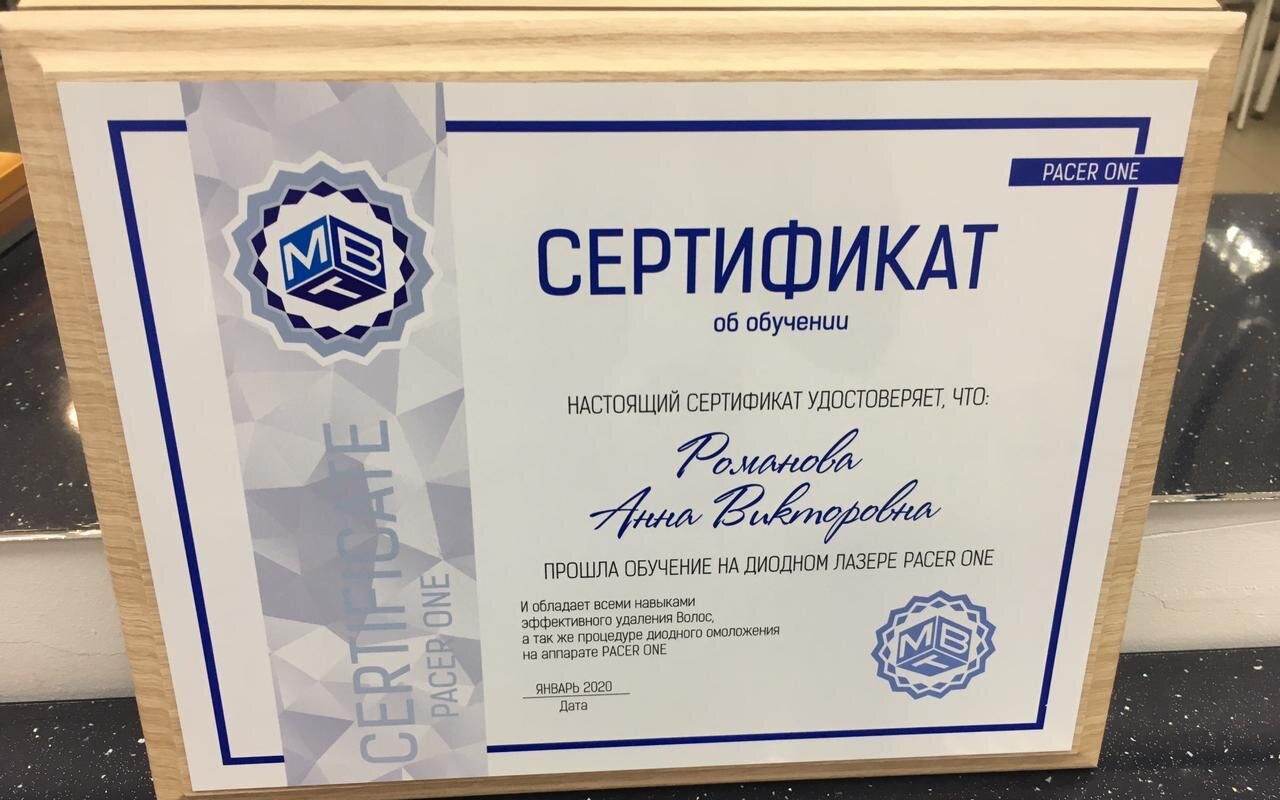 PACER ONE
МВТ
СЕРТИФИКАТ
об обучении
НАСТОЯЩИЙ СЕРТИФИКАТ УДОСТОВЕРЯЕТ, ЧТО:
Романова
Анна Викторовна
ПРОШЛА ОБУЧЕНИЕ НА ДИОДНОМ ЛАЗЕРЕ PACER ONE
И обладает всеми навыками
эффективного удаления Волос,
а так же процедуре диодного омоложения
на аппарате PACER ONE
ЯНВАРЬ 2020
Дата
МВТ
CERTIFICATE
PACER ONE